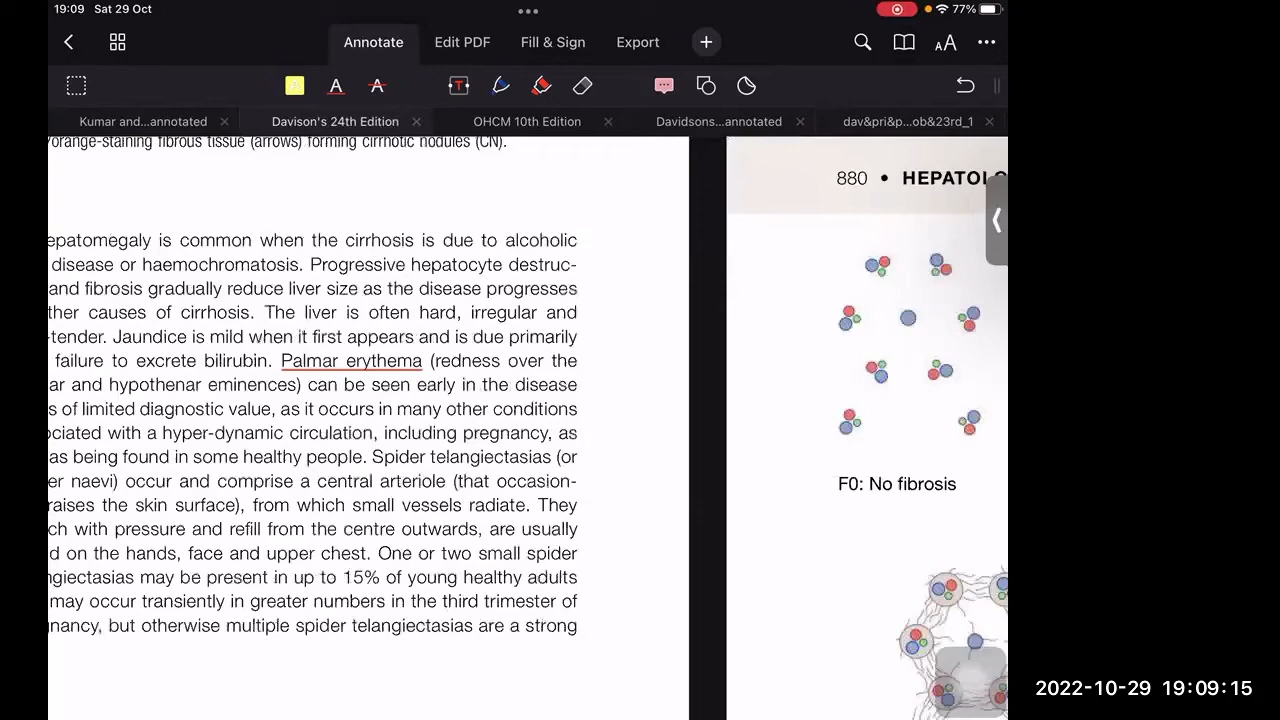 19:09 Sat 29 Oct
77%
Annotate Edit PDF Fill & Sign Export
Kumar and...annotated Davison's 24th Edition OHCM 10th Edition Davidsons...annotated dav&pri&p...ob&23rd_1
/orange-staining fibrous tissue (arrows) forming cirrhotic nodules (CN).
epatomegaly is common when the cirrhosis is due to alcoholic
disease or haemochromatosis. Progressive hepatocyte destruc-
and fibrosis gradually reduce liver size as the disease progresses
ther causes of cirrhosis. The liver is often hard, irregular and
-tender. Jaundice is mild when it first appears and is due primarily
failure to excrete bilirubin. Palmar erythema (redness over the
ar and hypothenar eminences) can be seen early in the disease
s of limited diagnostic value, as it occurs in many other conditions
ociated with a hyper-dynamic circulation, including pregnancy, as
as being found in some healthy people. Spider telangiectasias (or
er naevi) occur and comprise a central arteriole (that occasion-
raises the skin surface), from which small vessels radiate. They
ch with pressure and refill from the centre outwards, are usually
d on the hands, face and upper chest. One or two small spider
ngiectasias may be present in up to 15% of young healthy adults
may occur transiently in greater numbers in the third trimester of
nancy, but otherwise multiple spider telangiectasias are a strong
880 • HEPATOLO
F0: No fibrosis
2022-10-29 19:09:15